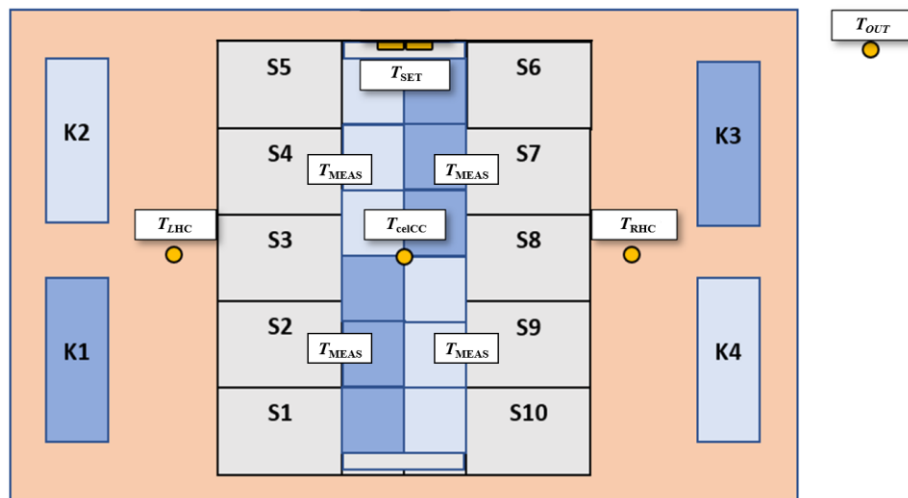 T_OUT
S5
T_SET
S6
K2
K3
S4
T_MEAS
T_MEAS
S7
T_LHC
S3
T_celCC
S8
T_RHC
K1
S2
T_MEAS
T_MEAS
S9
K4
S1
S10